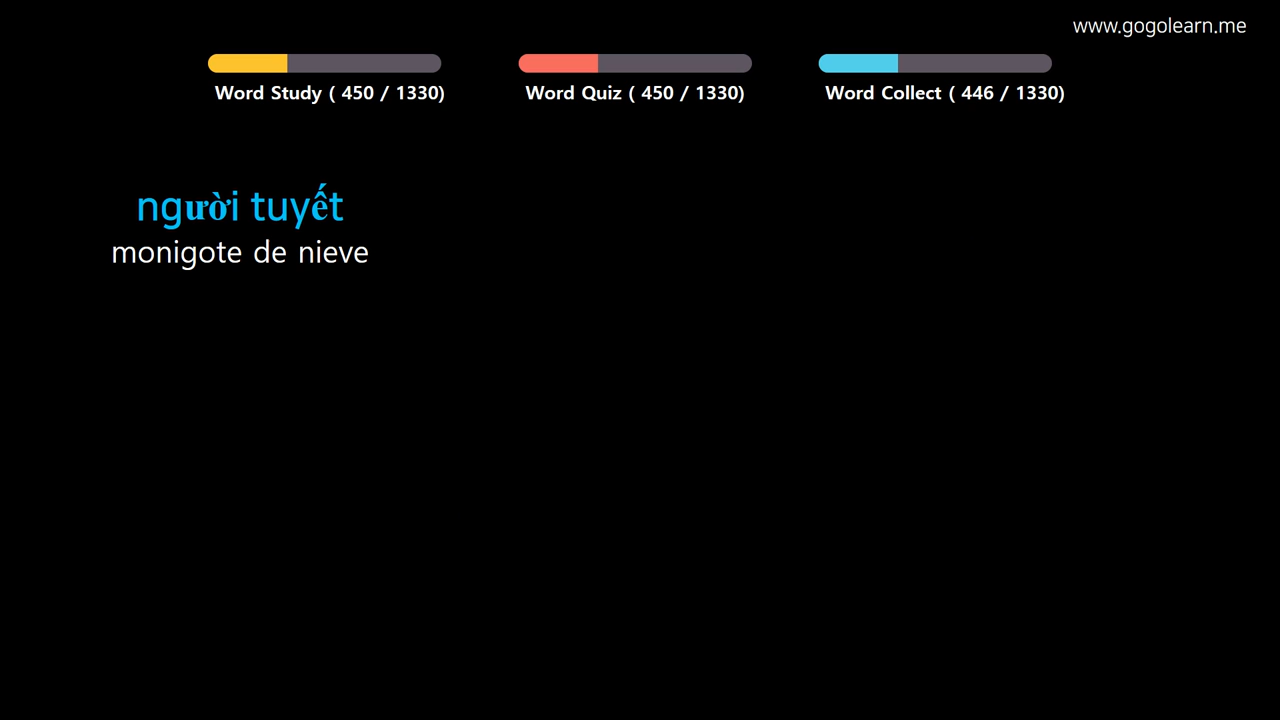 www.gogolearn.me
Word Study ( 450 / 1330)
Word Quiz ( 450 / 1330)
Word Collect ( 446 / 1330)
người tuyết
monigote de nieve